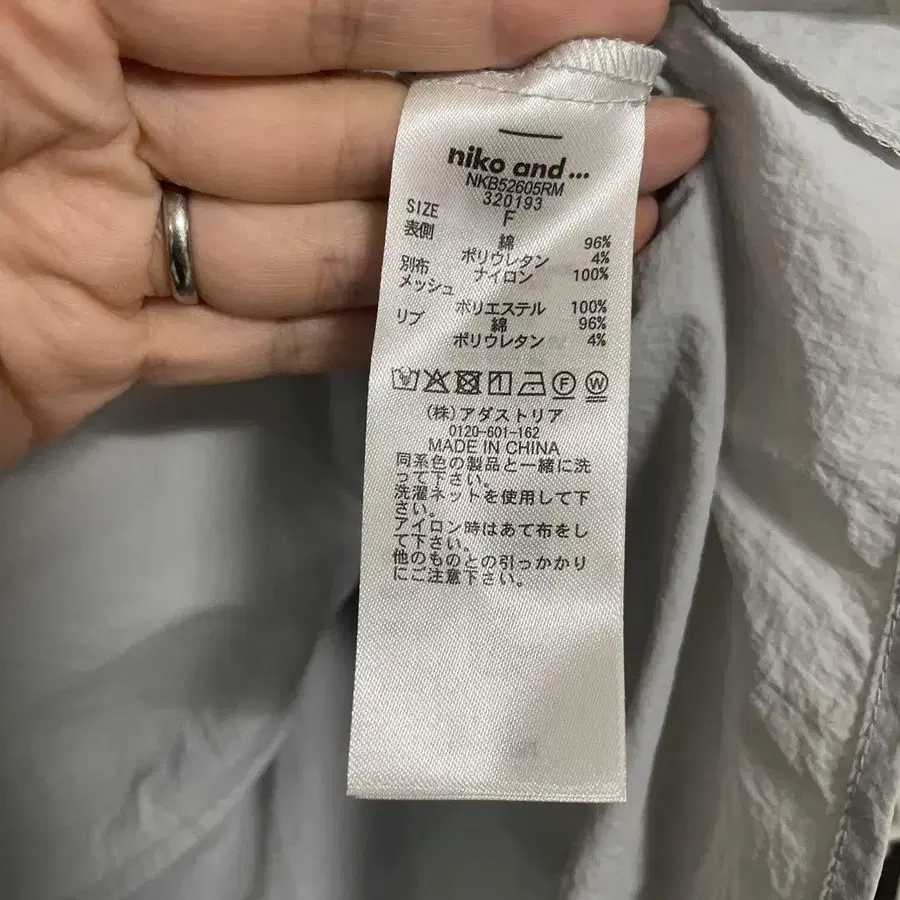 niko and ...
NKB52605RM
320193
SIZE F
表側 綿 96%
ポリウレタン 4%
別布 ナイロン 100%
メッシュ
ポリエステル 100%
リブ 綿 96%
ポリウレタン 4%
(株)アダストリア
0120-601-162
MADE IN CHINA
同系色の製品と一緒に洗
って下さい。
洗濯ネットを使用して下
さい。
アイロン時はあて布をし
て下さい。
他のものとの引っかかり
にご注意下さい。